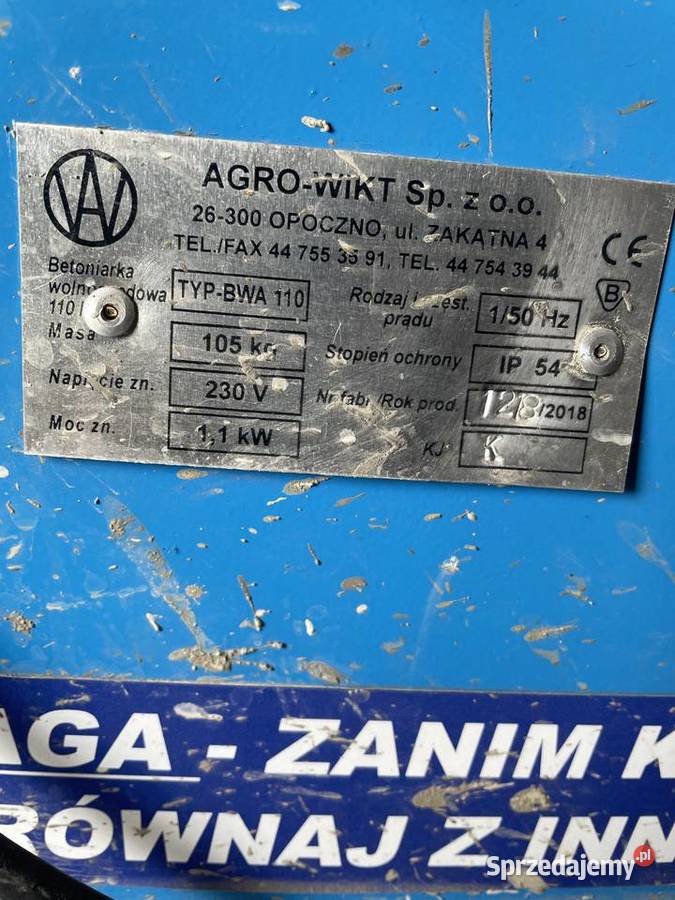 AGRO-WIKT Sp. z o.o.
26-300 OPOCZNO, ul. ZAKĄTNA 4
TEL./FAX 44 755 35 91, TEL. 44 754 39 44
CE
B
Betoniarka
110 l
TYP-BWA 110
Rodzaj
prądu
1/50 Hz
Masa
105 kg
Stopień ochrony
IP 54
Napięcie zn.
230 V
Nr fabr./Rok prod.
128/2018
Moc zn.
1,1 kW
KJ
K
AGA - ZANIM K
RÓWNAJ Z INN
Sprzedajemy.pl